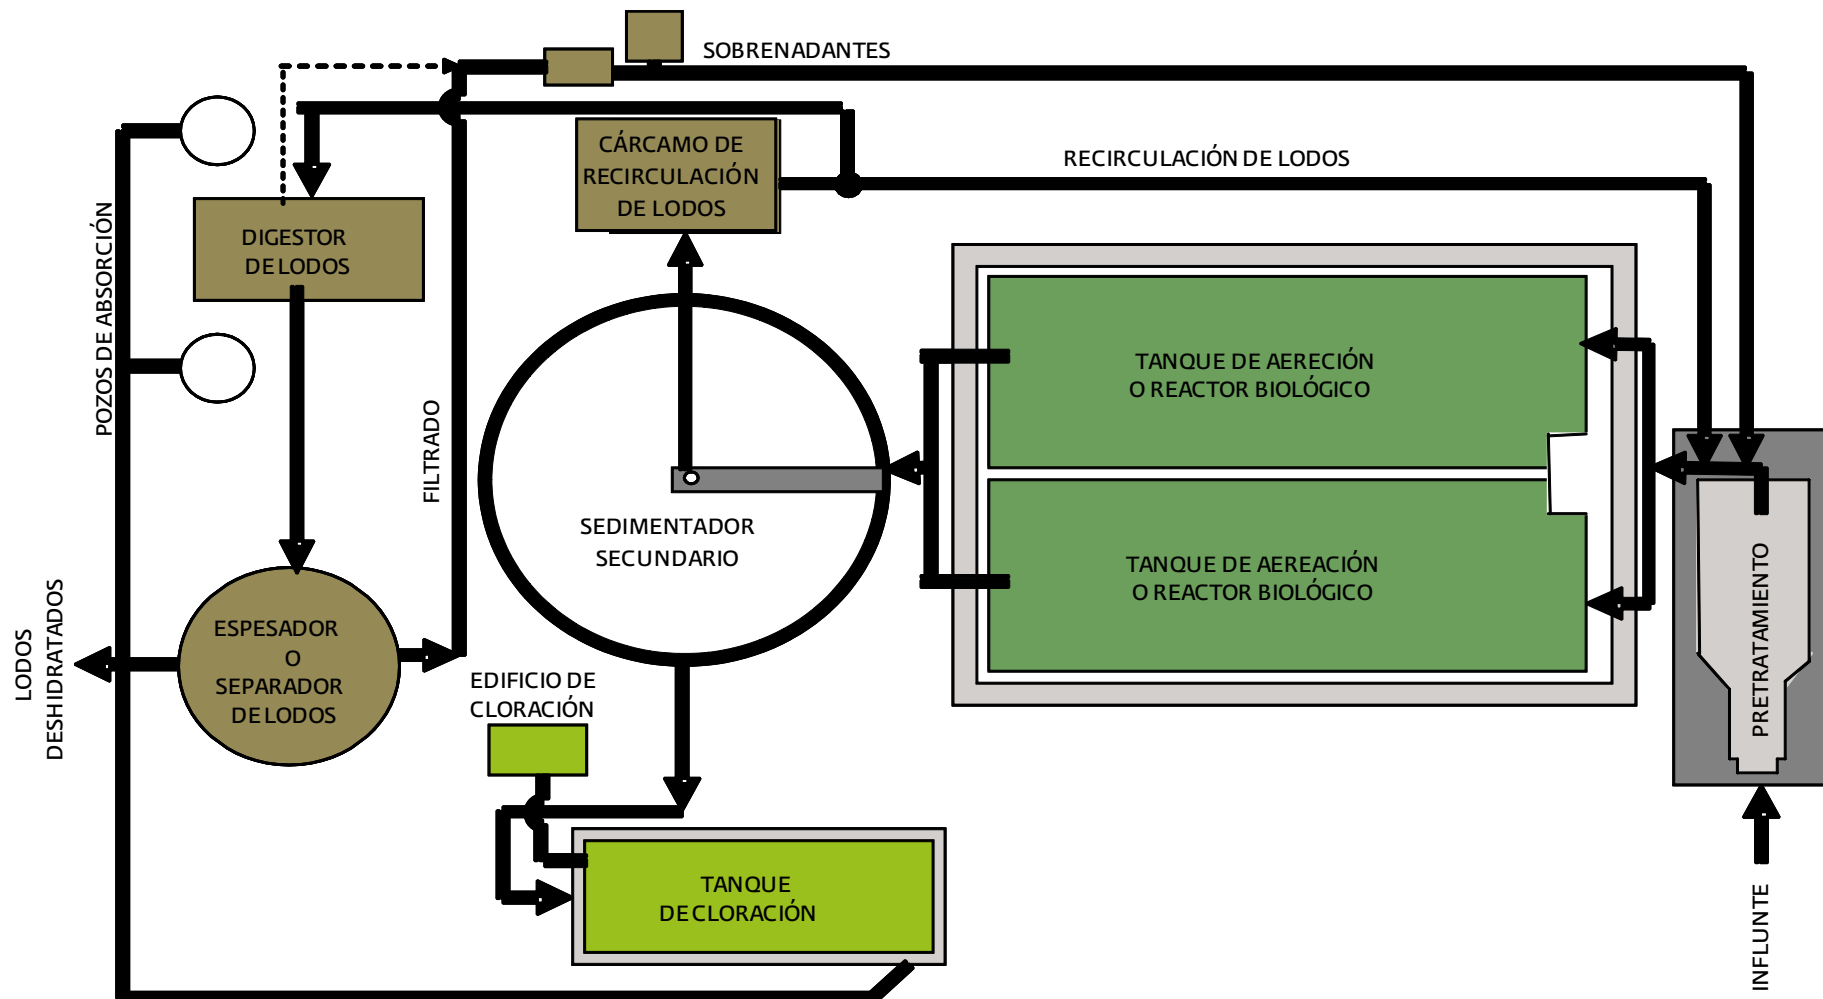 SOBRENADANTES
CÁRCAMO DE
RECIRCULACIÓN
DE LODOS
RECIRCULACIÓN DE LODOS
POZOS DE ABSORCIÓN
DIGESTOR
DE LODOS
FILTRADO
TANQUE DE AERECIÓN
O REACTOR BIOLÓGICO
SEDIMENTADOR
SECUNDARIO
TANQUE DE AEREACIÓN
O REACTOR BIOLÓGICO
PRETRATAMIENTO
LODOS
DESHIDRATADOS
ESPESADOR
O
SEPARADOR
DE LODOS
EDIFICIO DE
CLORACIÓN
TANQUE
DE CLORACIÓN
INFLUNTE